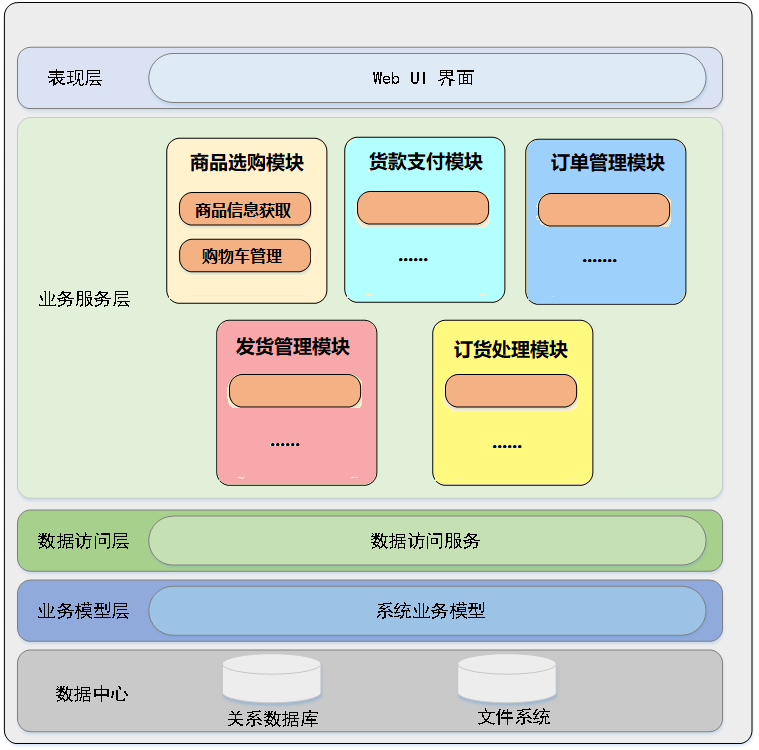 表现层
Web UI 界面
商品选购模块
商品信息获取
购物车管理
货款支付模块
......
订单管理模块
.......
业务服务层
发货管理模块
......
订货处理模块
......
数据访问层
数据访问服务
业务模型层
系统业务模型
数据中心
关系数据库
文件系统